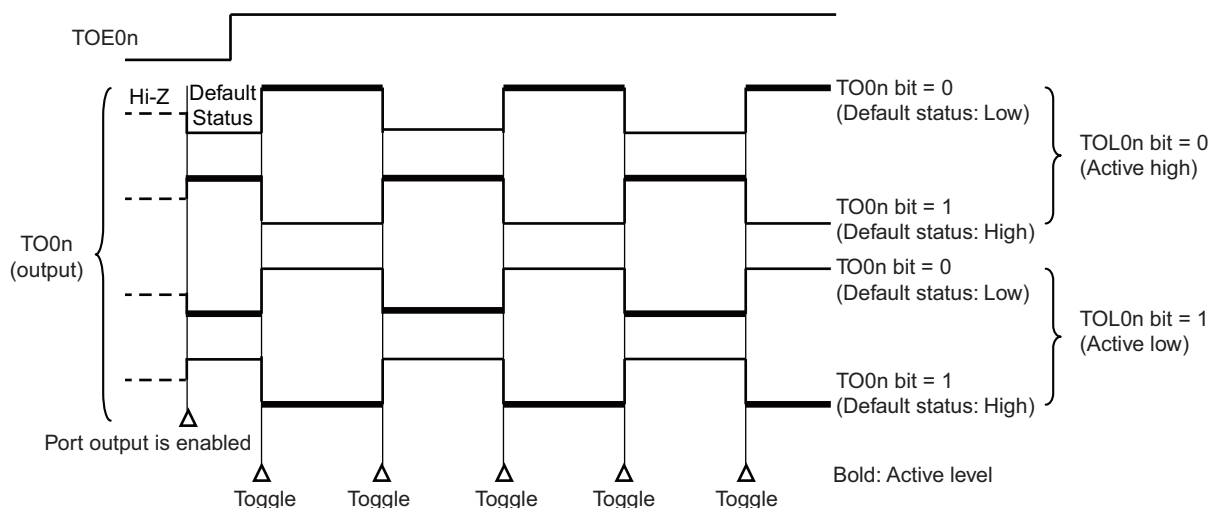 TOE0n
Hi-Z
Default
Status
TO0n
(output)
TO0n bit = 0
(Default status: Low)
TO0n bit = 1
(Default status: High)
TOL0n bit = 0
(Active high)
TO0n bit = 0
(Default status: Low)
TO0n bit = 1
(Default status: High)
TOL0n bit = 1
(Active low)
Port output is enabled
Bold: Active level
Toggle
Toggle
Toggle
Toggle
Toggle